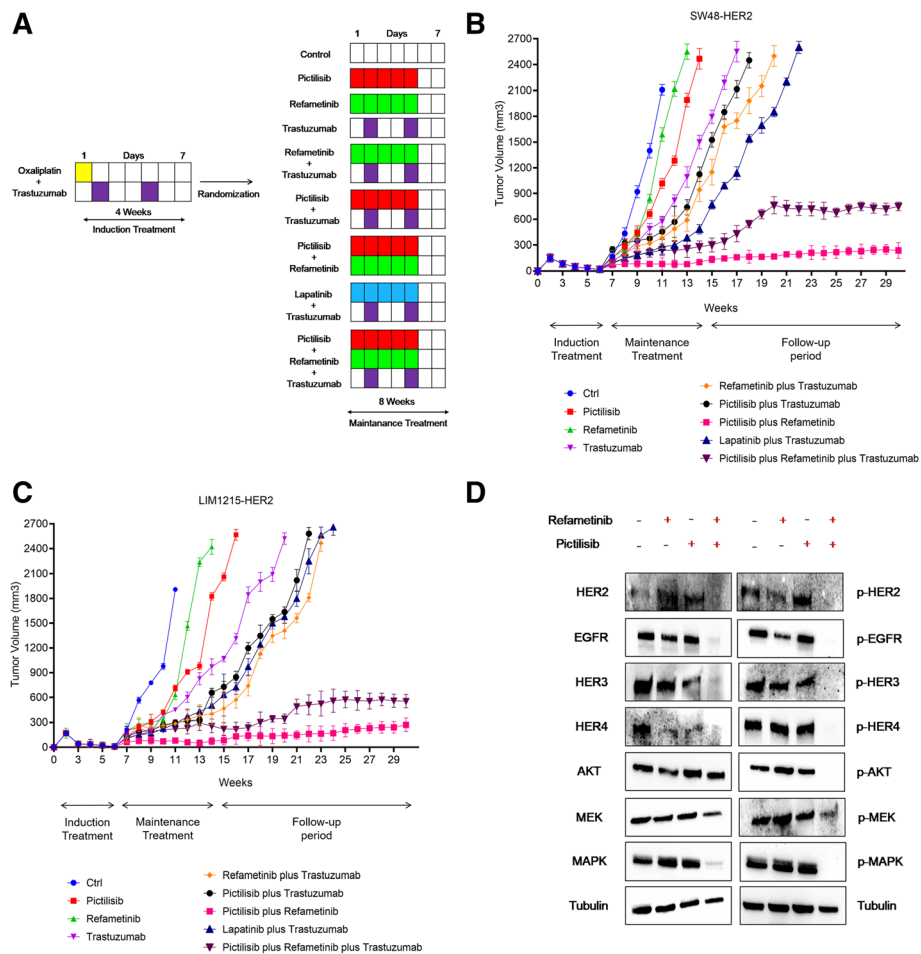 A
1 Days 7
Oxaliplatin
+
Trastuzumab
4 Weeks
Induction Treatment
Randomization
1 Days 7
Control
Pictilisib
Refametinib
Trastuzumab
Refametinib
+
Trastuzumab
Pictilisib
+
Trastuzumab
Pictilisib
+
Refametinib
Lapatinib
+
Trastuzumab
Pictilisib
+
Refametinib
+
Trastuzumab
8 Weeks
Maintanance Treatment
B
SW48-HER2
Tumor Volume (mm3)
2700
2400
2100
1800
1500
1200
900
600
300
0
0 1 3 5 7 9 11 13 15 17 19 21 23 25 27 29
Weeks
Induction
Treatment
Maintenance
Treatment
Follow-up
period
Ctrl
Pictilisib
Refametinib
Trastuzumab
Refametinib plus Trastuzumab
Pictilisib plus Trastuzumab
Pictilisib plus Refametinib
Lapatinib plus Trastuzumab
Pictilisib plus Refametinib plus Trastuzumab
C
LIM1215-HER2
Tumor Volume (mm3)
2700
2400
2100
1800
1500
1200
900
600
300
0
0 1 3 5 7 9 11 13 15 17 19 21 23 25 27 29
Weeks
Induction
Treatment
Maintenance
Treatment
Follow-up
period
Ctrl
Pictilisib
Refametinib
Trastuzumab
Refametinib plus Trastuzumab
Pictilisib plus Trastuzumab
Pictilisib plus Refametinib
Lapatinib plus Trastuzumab
Pictilisib plus Refametinib plus Trastuzumab
D
Refametinib - + - + - + - +
Pictilisib - - + + - - + +
HER2 p-HER2
EGFR p-EGFR
HER3 p-HER3
HER4 p-HER4
AKT p-AKT
MEK p-MEK
MAPK p-MAPK
Tubulin Tubulin